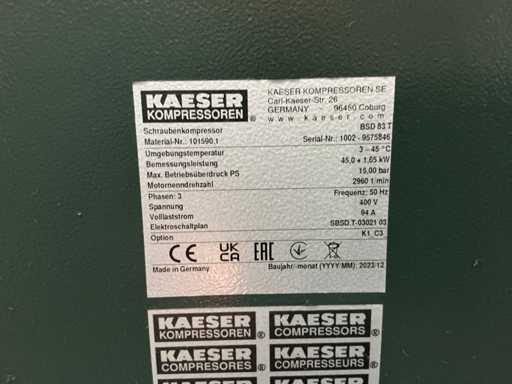 KAESER
KOMPRESSOREN ®
KAESER KOMPRESSOREN SE
Carl-Kaeser-Str. 26
GERMANY - 96450 Coburg
www.kaeser.com
Schraubenkompressor BSD 83 T
Material-Nr.: 101590.1 Serial-Nr.: 1002 - 9575846
Umgebungstemperatur 3 - 45 °C
Bemessungsleistung 45,0 + 1,65 kW
Max. Betriebsüberdruck PS 15,00 bar
Motornenndrehzahl 2960 1/min
Phasen: 3 Frequenz: 50 Hz
Spannung 400 V
Volllaststrom 94 A
Elektroschaltplan SBSD.T-03021.03
Option K1, C3
CE UK CA EAC
Made in Germany Baujahr/-monat (YYYY MM): 2023/12
KAESER KAESER
KOMPRESSOREN ® COMPRESSORS ®
KAESER KAESER
COMPRESORES ® COMPRESSEURS ®
KAESER KAESER